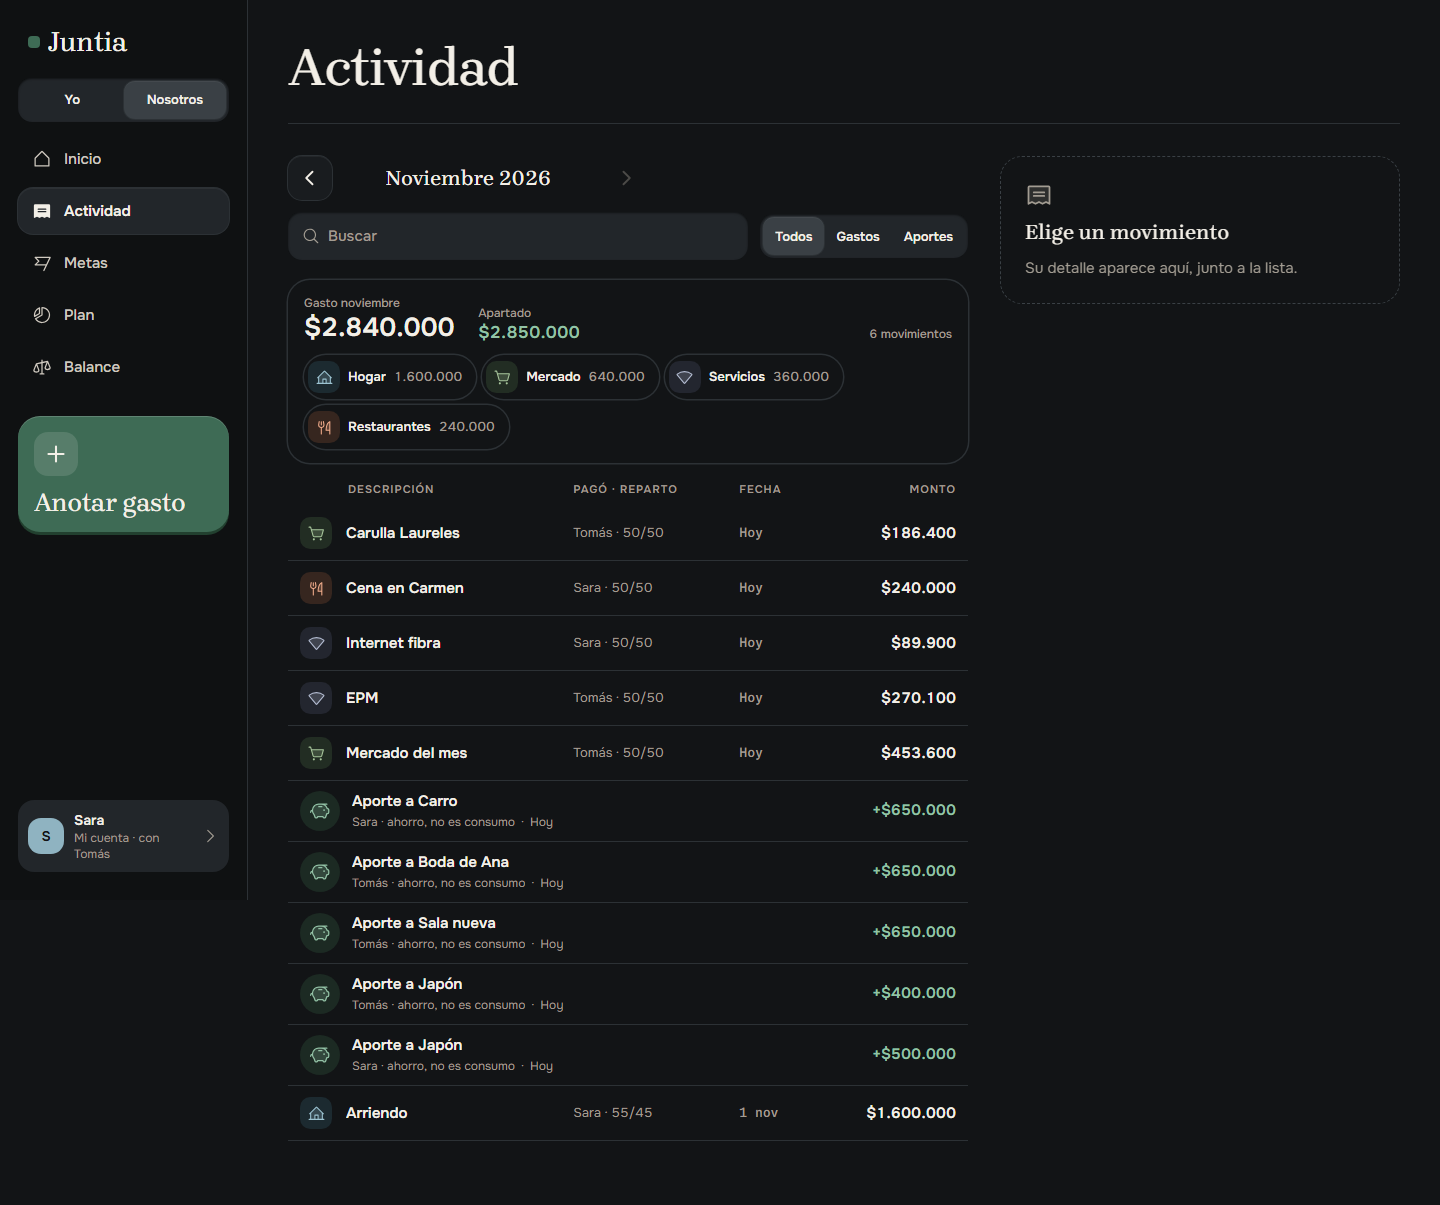 Juntia
Yo
Nosotros
Inicio
Actividad
Metas
Plan
Balance
Anotar gasto
Sara
Mi cuenta · con
Tomás
S
Actividad
Noviembre 2026
Buscar
Todos
Gastos
Aportes
Gasto noviembre
$2.840.000
Apartado
$2.850.000
6 movimientos
Hogar 1.600.000
Mercado 640.000
Servicios 360.000
Restaurantes 240.000
DESCRIPCIÓN PAGÓ · REPARTO FECHA MONTO
Carulla Laureles Tomás · 50/50 Hoy $186.400
Cena en Carmen Sara · 50/50 Hoy $240.000
Internet fibra Sara · 50/50 Hoy $89.900
EPM Tomás · 50/50 Hoy $270.100
Mercado del mes Tomás · 50/50 Hoy $453.600
Aporte a Carro +$650.000
Sara · ahorro, no es consumo · Hoy
Aporte a Boda de Ana +$650.000
Tomás · ahorro, no es consumo · Hoy
Aporte a Sala nueva +$650.000
Tomás · ahorro, no es consumo · Hoy
Aporte a Japón +$400.000
Tomás · ahorro, no es consumo · Hoy
Aporte a Japón +$500.000
Sara · ahorro, no es consumo · Hoy
Arriendo Sara · 55/45 1 nov $1.600.000
Elige un movimiento
Su detalle aparece aquí, junto a la lista.